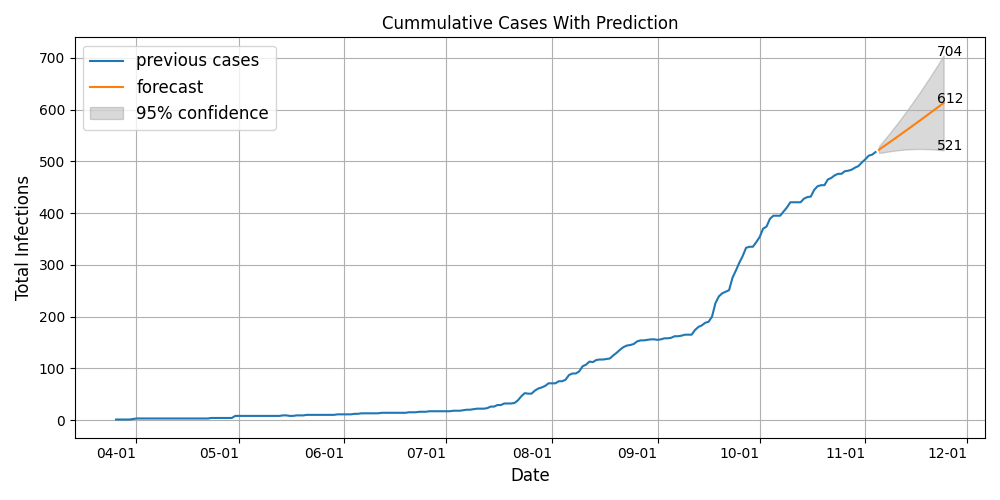 Cummulative Cases With Prediction
previous cases
forecast
95% confidence
704
612
521
700
600
500
400
300
200
100
0
Total Infections
04-01 05-01 06-01 07-01 08-01 09-01 10-01 11-01 12-01
Date